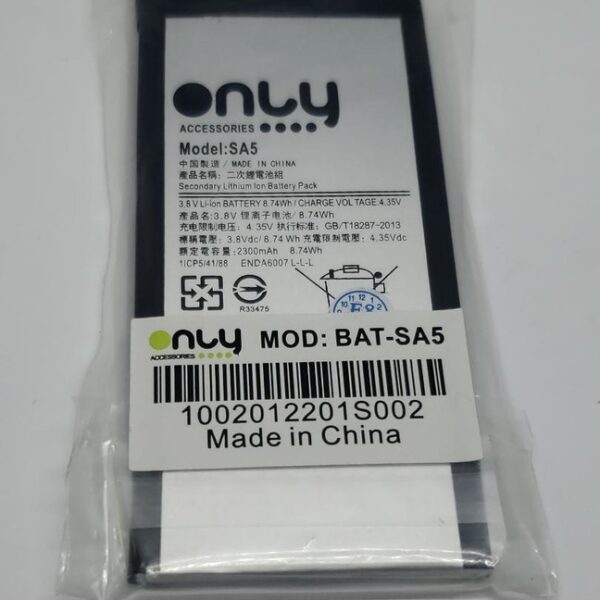 only
ACCESSORIES
Model:SA5
中国製造 / MADE IN CHINA
產品名稱：二次鋰電池組
Secondary Lithium Ion Battery Pack
3.8 V Li-Ion BATTERY 8.74Wh / CHARGE VOLTAGE:4.35V
产品名:3.8V 锂离子电池/ 8.74Wh
充电限制电压：4.35V 执行标准：GB/T18287-2013
標稱電壓：3.8Vdc/ 8.74 Wh 充電限制電壓：4.35Vdc
額定電容量:2300mAh 8.74Wh
1ICP5/41/88 ENDA6007 L-L-L
R33475
only MOD: BAT-SA5
ACCESSORIES
1002012201S002
Made in China